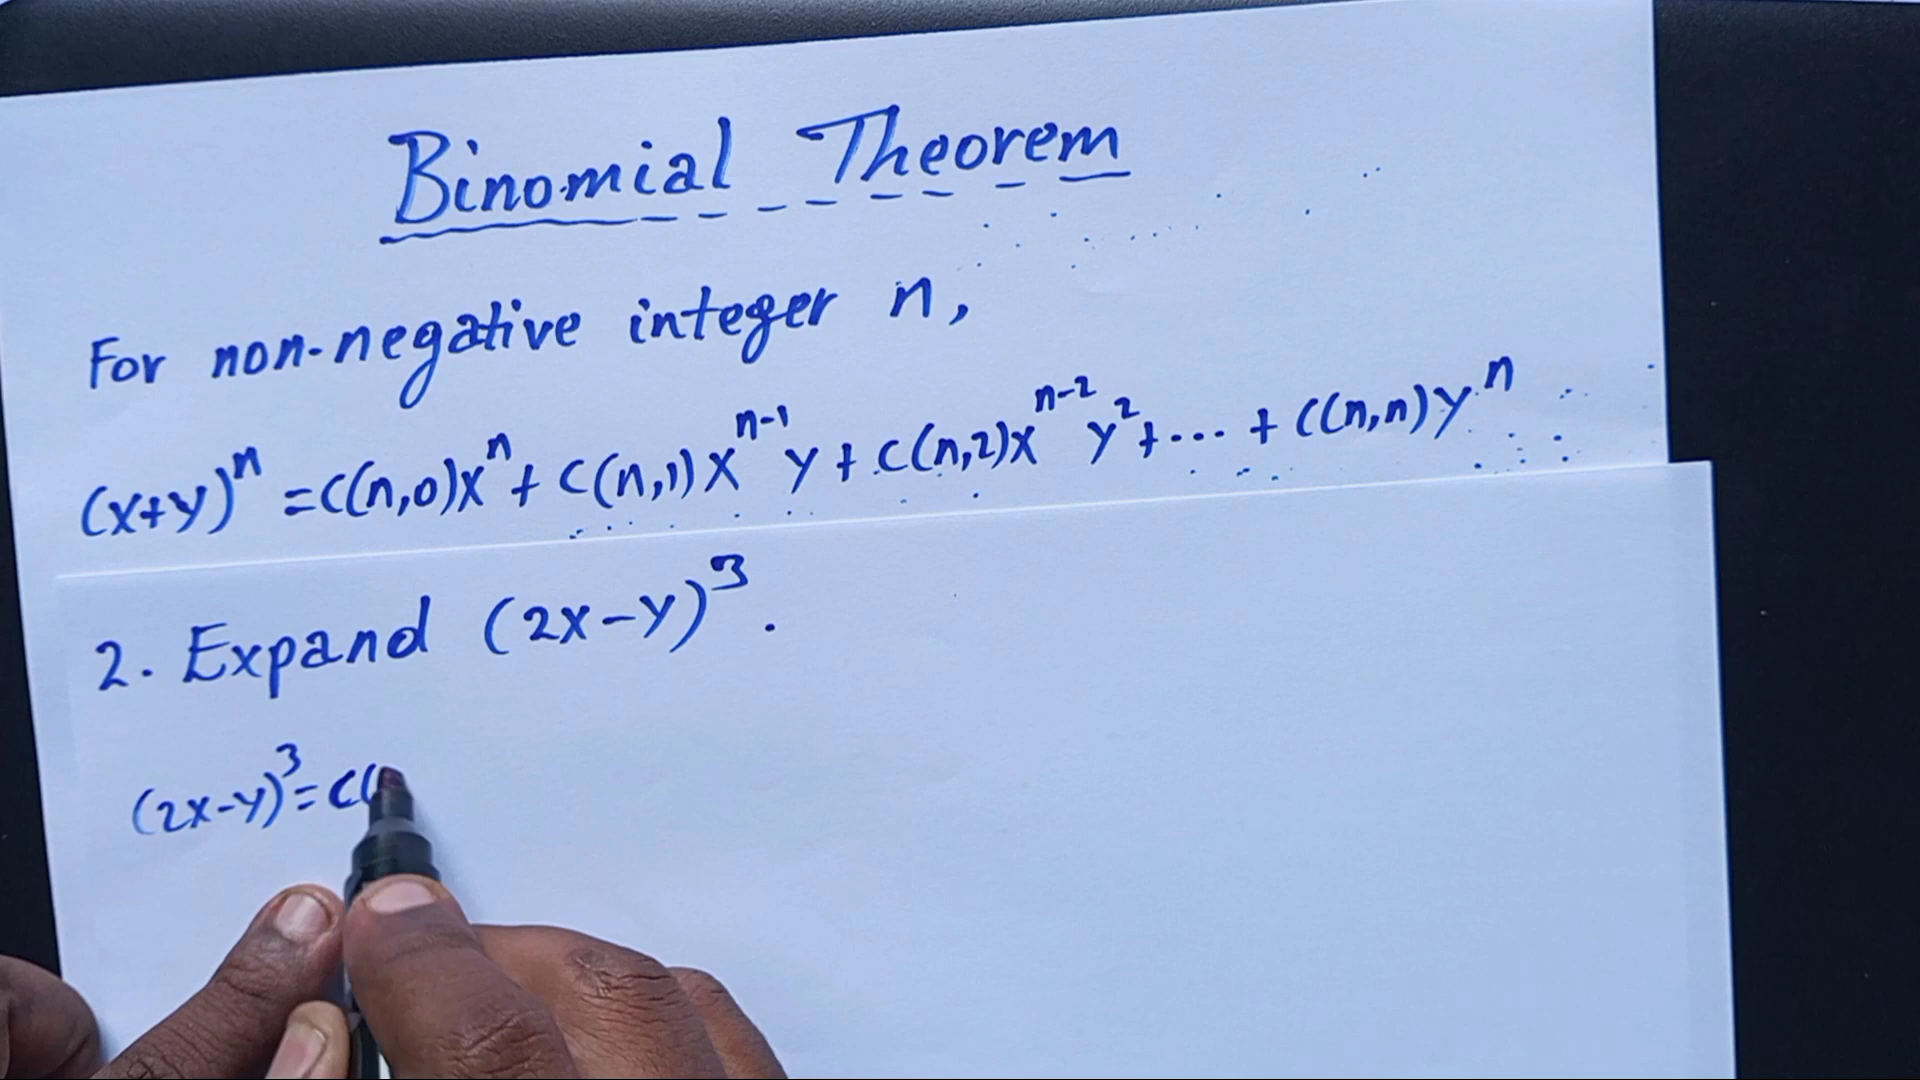 Binomial Theorem
For non-negative integer n,
(x+y)^n = C(n,0)x^n + C(n,1)x^{n-1}y + C(n,2)x^{n-2}y^2 + ... + C(n,n)y^n
2. Expand (2x-y)^3.
(2x-y)^3 = C(